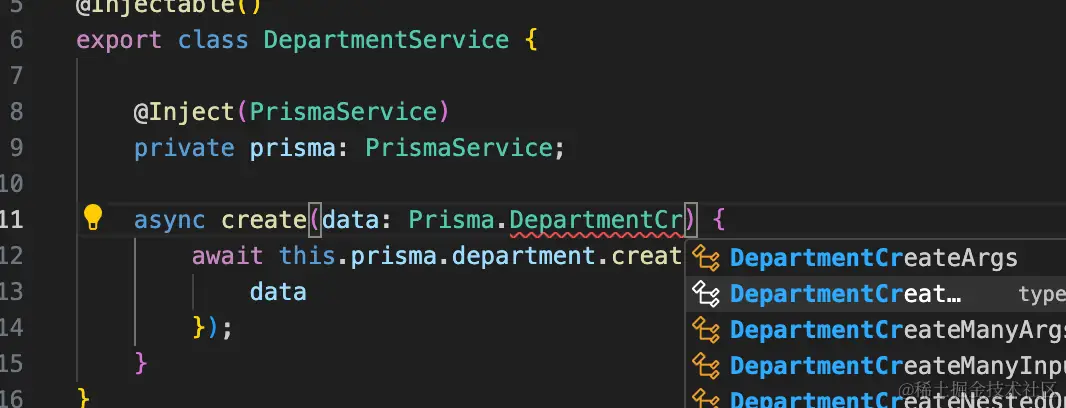 5 @Injectable()
6 export class DepartmentService {
7
8 @Inject(PrismaService)
9 private prisma: PrismaService;
10
11 async create(data: Prisma.DepartmentCr) {
12 await this.prisma.department.creat
DepartmentCreateArgs
13 data
DepartmentCreat… type
14 });
DepartmentCreateManyArgs
15 }
DepartmentCreateManyInpu
16 }
DepartmentCreateNestedOn
@稀土掘金技术社区